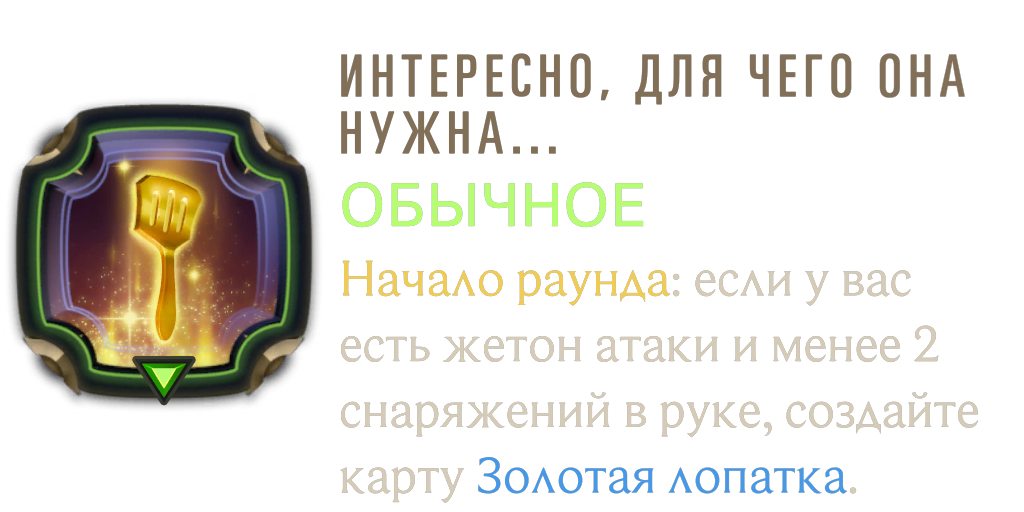 ИНТЕРЕСНО, ДЛЯ ЧЕГО ОНА
НУЖНА...
ОБЫЧНОЕ
Начало раунда: если у вас
есть жетон атаки и менее 2
снаряжений в руке, создайте
карту Золотая лопатка.